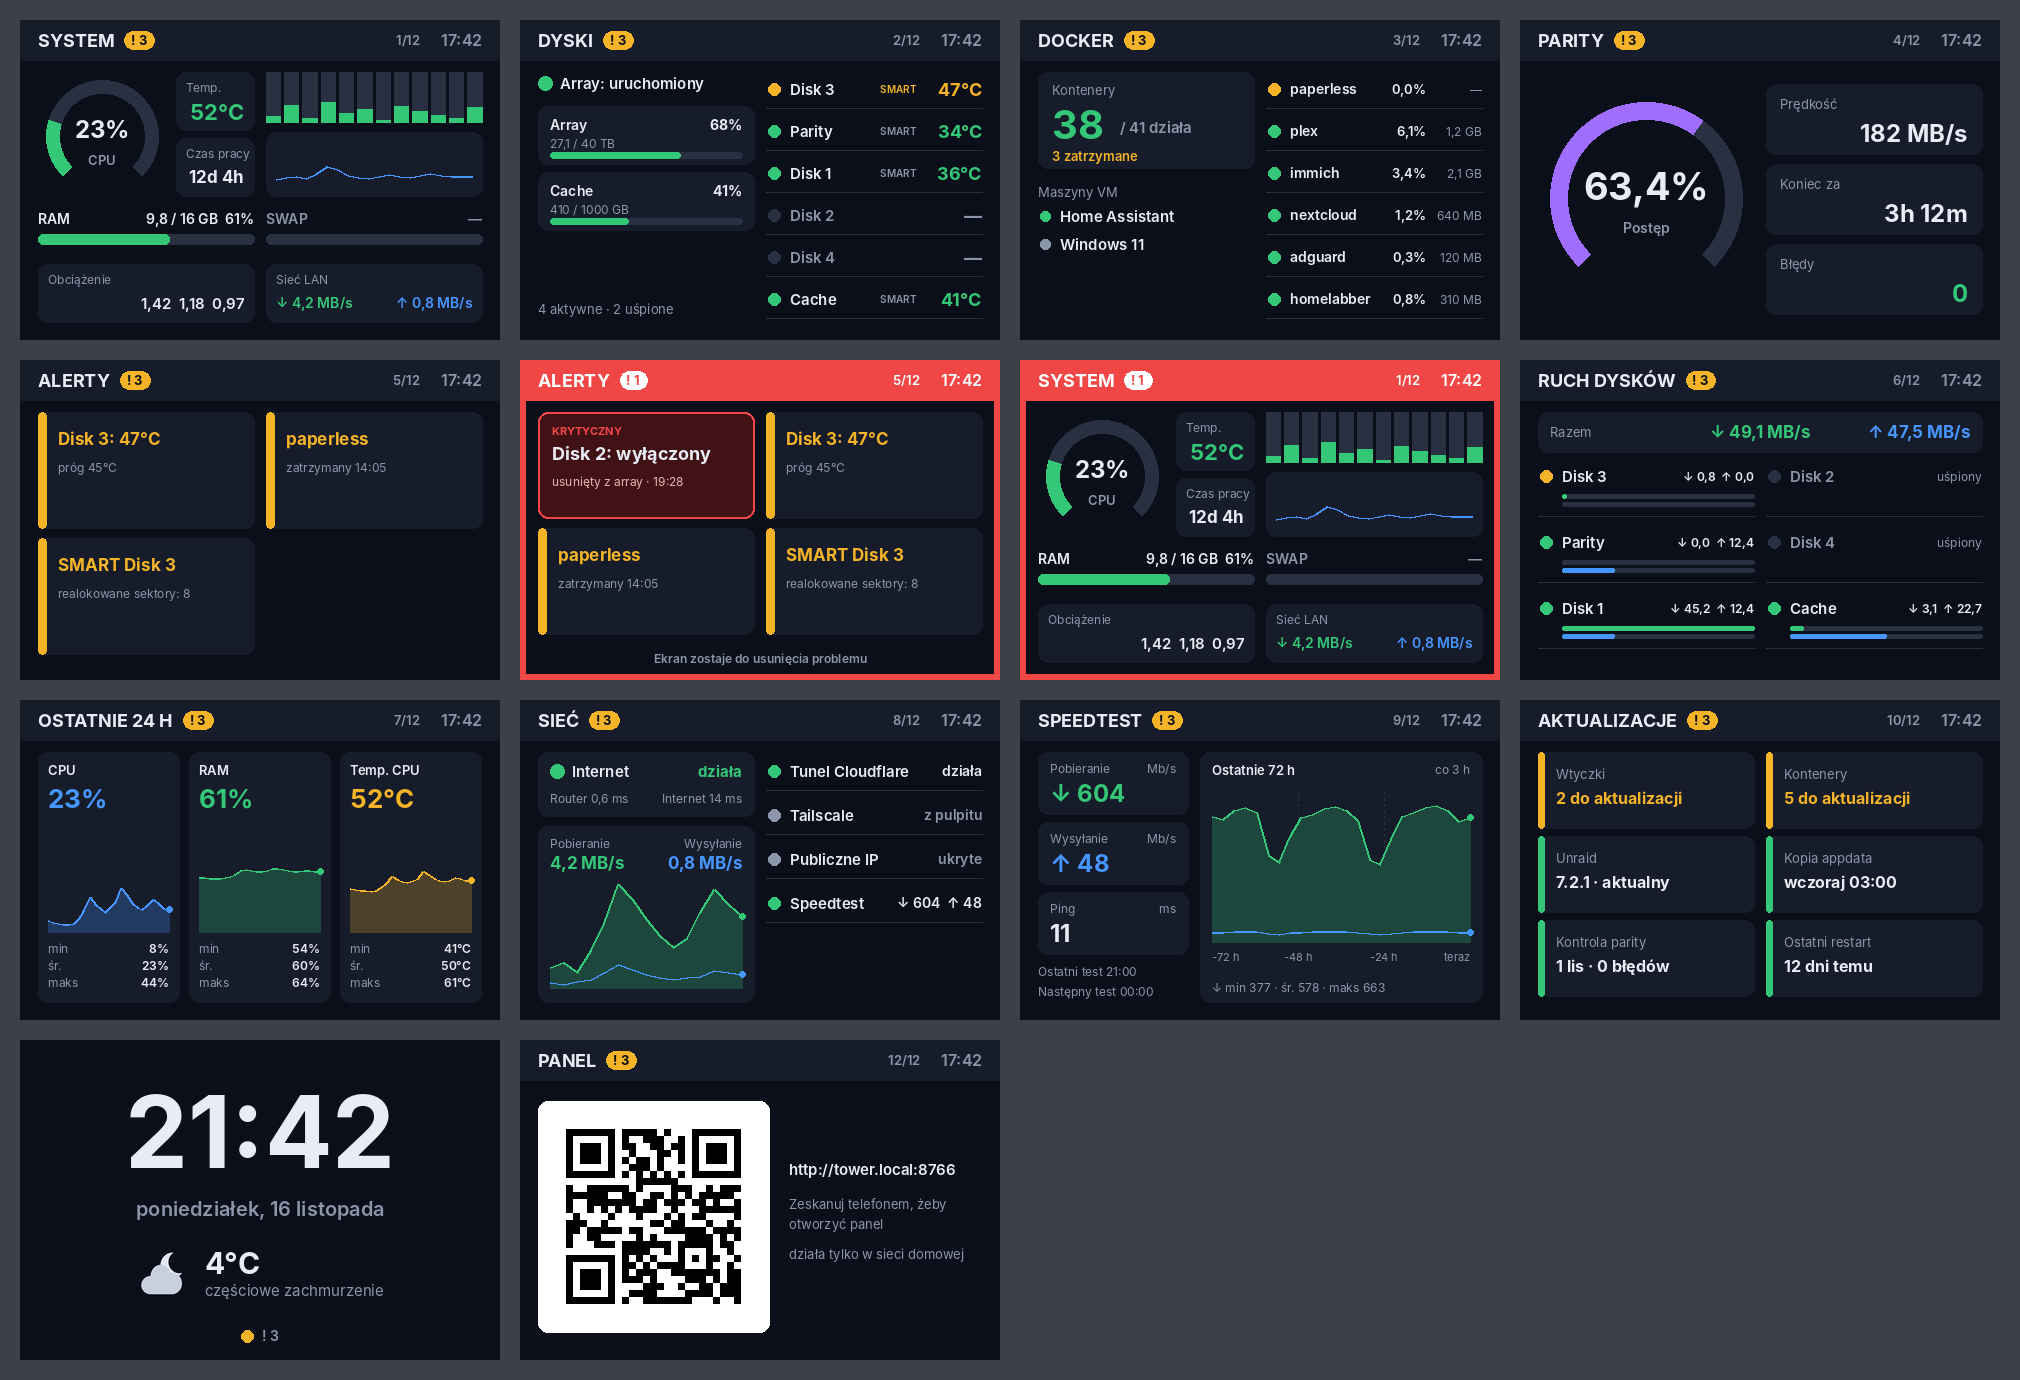 SYSTEM ! 3 1/12 17:42
23%
CPU
Temp.
52°C
Czas pracy
12d 4h
RAM 9,8 / 16 GB 61%
SWAP —
Obciążenie
1,42 1,18 0,97
Sieć LAN
↓ 4,2 MB/s ↑ 0,8 MB/s
DYSKI ! 3 2/12 17:42
Array: uruchomiony
Array 68%
27,1 / 40 TB
Cache 41%
410 / 1000 GB
4 aktywne · 2 uśpione
Disk 3 SMART 47°C
Parity SMART 34°C
Disk 1 SMART 36°C
Disk 2 —
Disk 4 —
Cache SMART 41°C
DOCKER ! 3 3/12 17:42
Kontenery
38 / 41 działa
3 zatrzymane
Maszyny VM
Home Assistant
Windows 11
paperless 0,0% —
plex 6,1% 1,2 GB
immich 3,4% 2,1 GB
nextcloud 1,2% 640 MB
adguard 0,3% 120 MB
homelabber 0,8% 310 MB
PARITY ! 3 4/12 17:42
63,4%
Postęp
Prędkość
182 MB/s
Koniec za
3h 12m
Błędy
0
ALERTY ! 3 5/12 17:42
Disk 3: 47°C
próg 45°C
paperless
zatrzymany 14:05
SMART Disk 3
realokowane sektory: 8
ALERTY ! 1 5/12 17:42
KRYTYCZNY
Disk 2: wyłączony
usunięty z array · 19:28
Disk 3: 47°C
próg 45°C
paperless
zatrzymany 14:05
SMART Disk 3
realokowane sektory: 8
Ekran zostaje do usunięcia problemu
SYSTEM ! 1 1/12 17:42
23%
CPU
Temp.
52°C
Czas pracy
12d 4h
RAM 9,8 / 16 GB 61%
SWAP —
Obciążenie
1,42 1,18 0,97
Sieć LAN
↓ 4,2 MB/s ↑ 0,8 MB/s
RUCH DYSKÓW ! 3 6/12 17:42
Razem ↓ 49,1 MB/s ↑ 47,5 MB/s
Disk 3 ↓ 0,8 ↑ 0,0
Disk 2 uśpiony
Parity ↓ 0,0 ↑ 12,4
Disk 4 uśpiony
Disk 1 ↓ 45,2 ↑ 12,4
Cache ↓ 3,1 ↑ 22,7
OSTATNIE 24 H ! 3 7/12 17:42
CPU
23%
min 8%
śr. 23%
maks 44%
RAM
61%
min 54%
śr. 60%
maks 64%
Temp. CPU
52°C
min 41°C
śr. 50°C
maks 61°C
SIEĆ ! 3 8/12 17:42
Internet działa
Router 0,6 ms Internet 14 ms
Pobieranie Wysyłanie
4,2 MB/s 0,8 MB/s
Tunel Cloudflare działa
Tailscale z pulpitu
Publiczne IP ukryte
Speedtest ↓ 604 ↑ 48
SPEEDTEST ! 3 9/12 17:42
Pobieranie Mb/s
↓ 604
Wysyłanie Mb/s
↑ 48
Ping ms
11
Ostatni test 21:00
Następny test 00:00
Ostatnie 72 h co 3 h
-72 h -48 h -24 h teraz
↓ min 377 · śr. 578 · maks 663
AKTUALIZACJE ! 3 10/12 17:42
Wtyczki
2 do aktualizacji
Kontenery
5 do aktualizacji
Unraid
7.2.1 · aktualny
Kopia appdata
wczoraj 03:00
Kontrola parity
1 lis · 0 błędów
Ostatni restart
12 dni temu
21:42
poniedziałek, 16 listopada
4°C
częściowe zachmurzenie
! 3
PANEL ! 3 12/12 17:42
http://tower.local:8766
Zeskanuj telefonem, żeby
otworzyć panel
działa tylko w sieci domowej